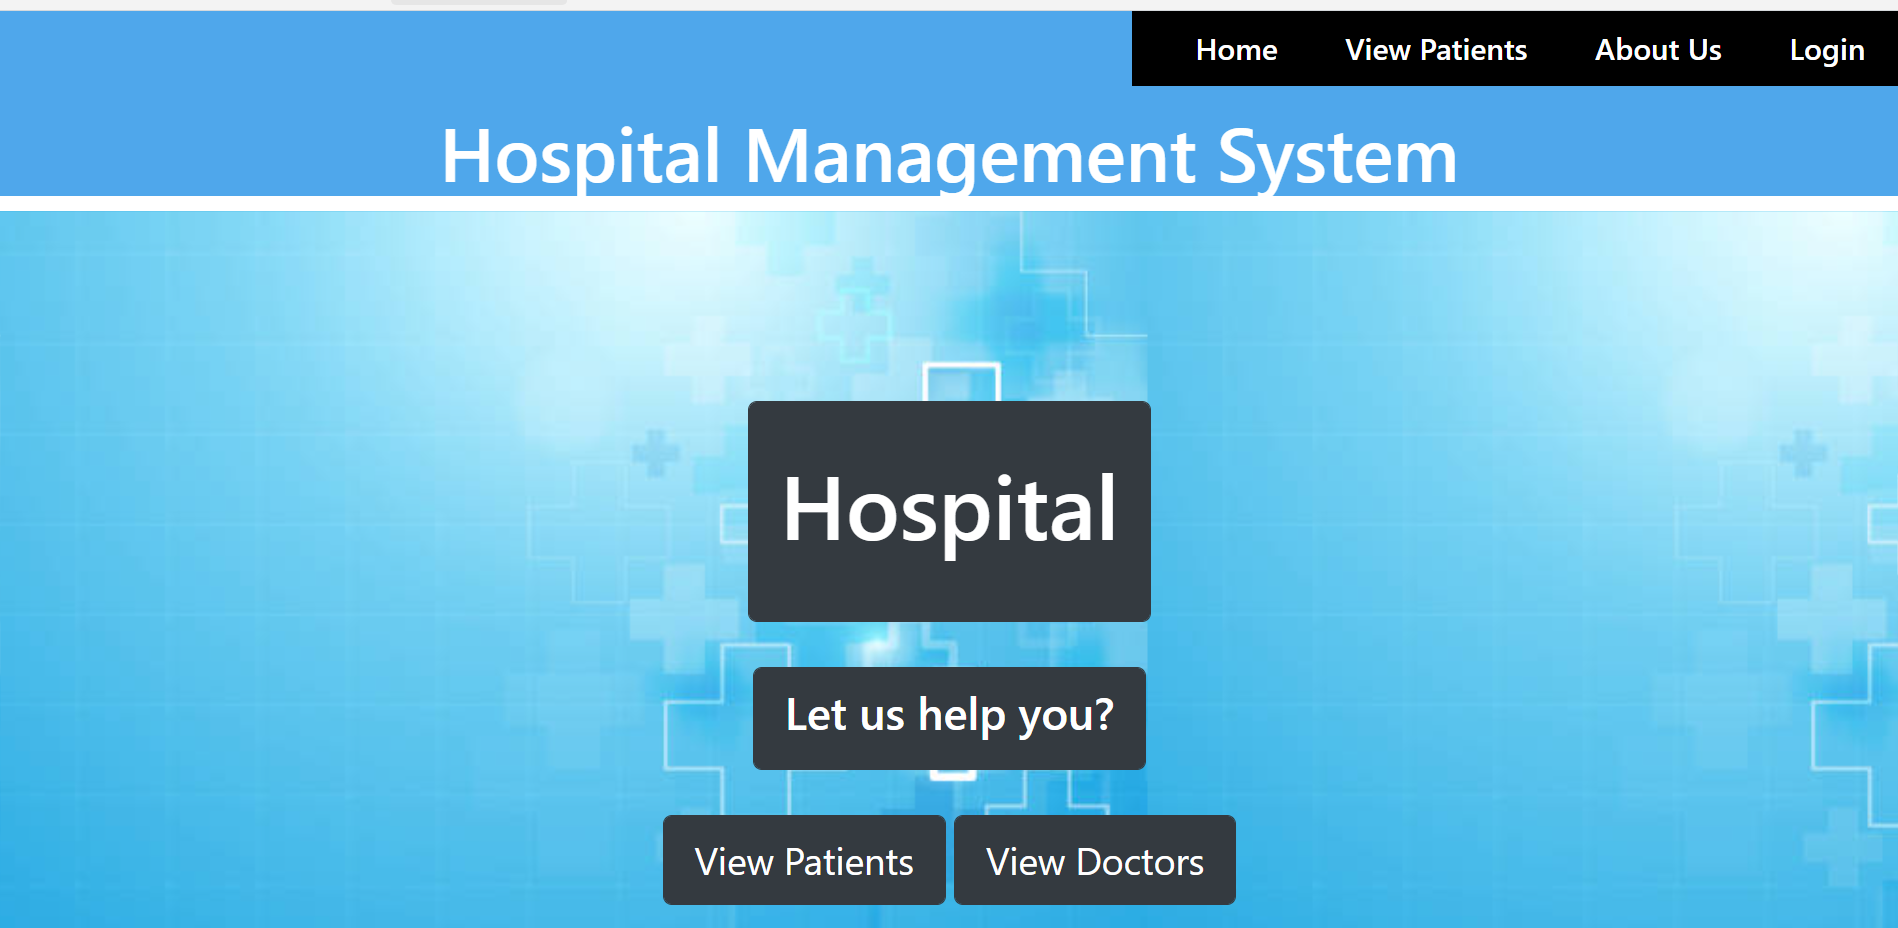 Home View Patients About Us Login
Hospital Management System
Hospital
Let us help you?
View Patients View Doctors